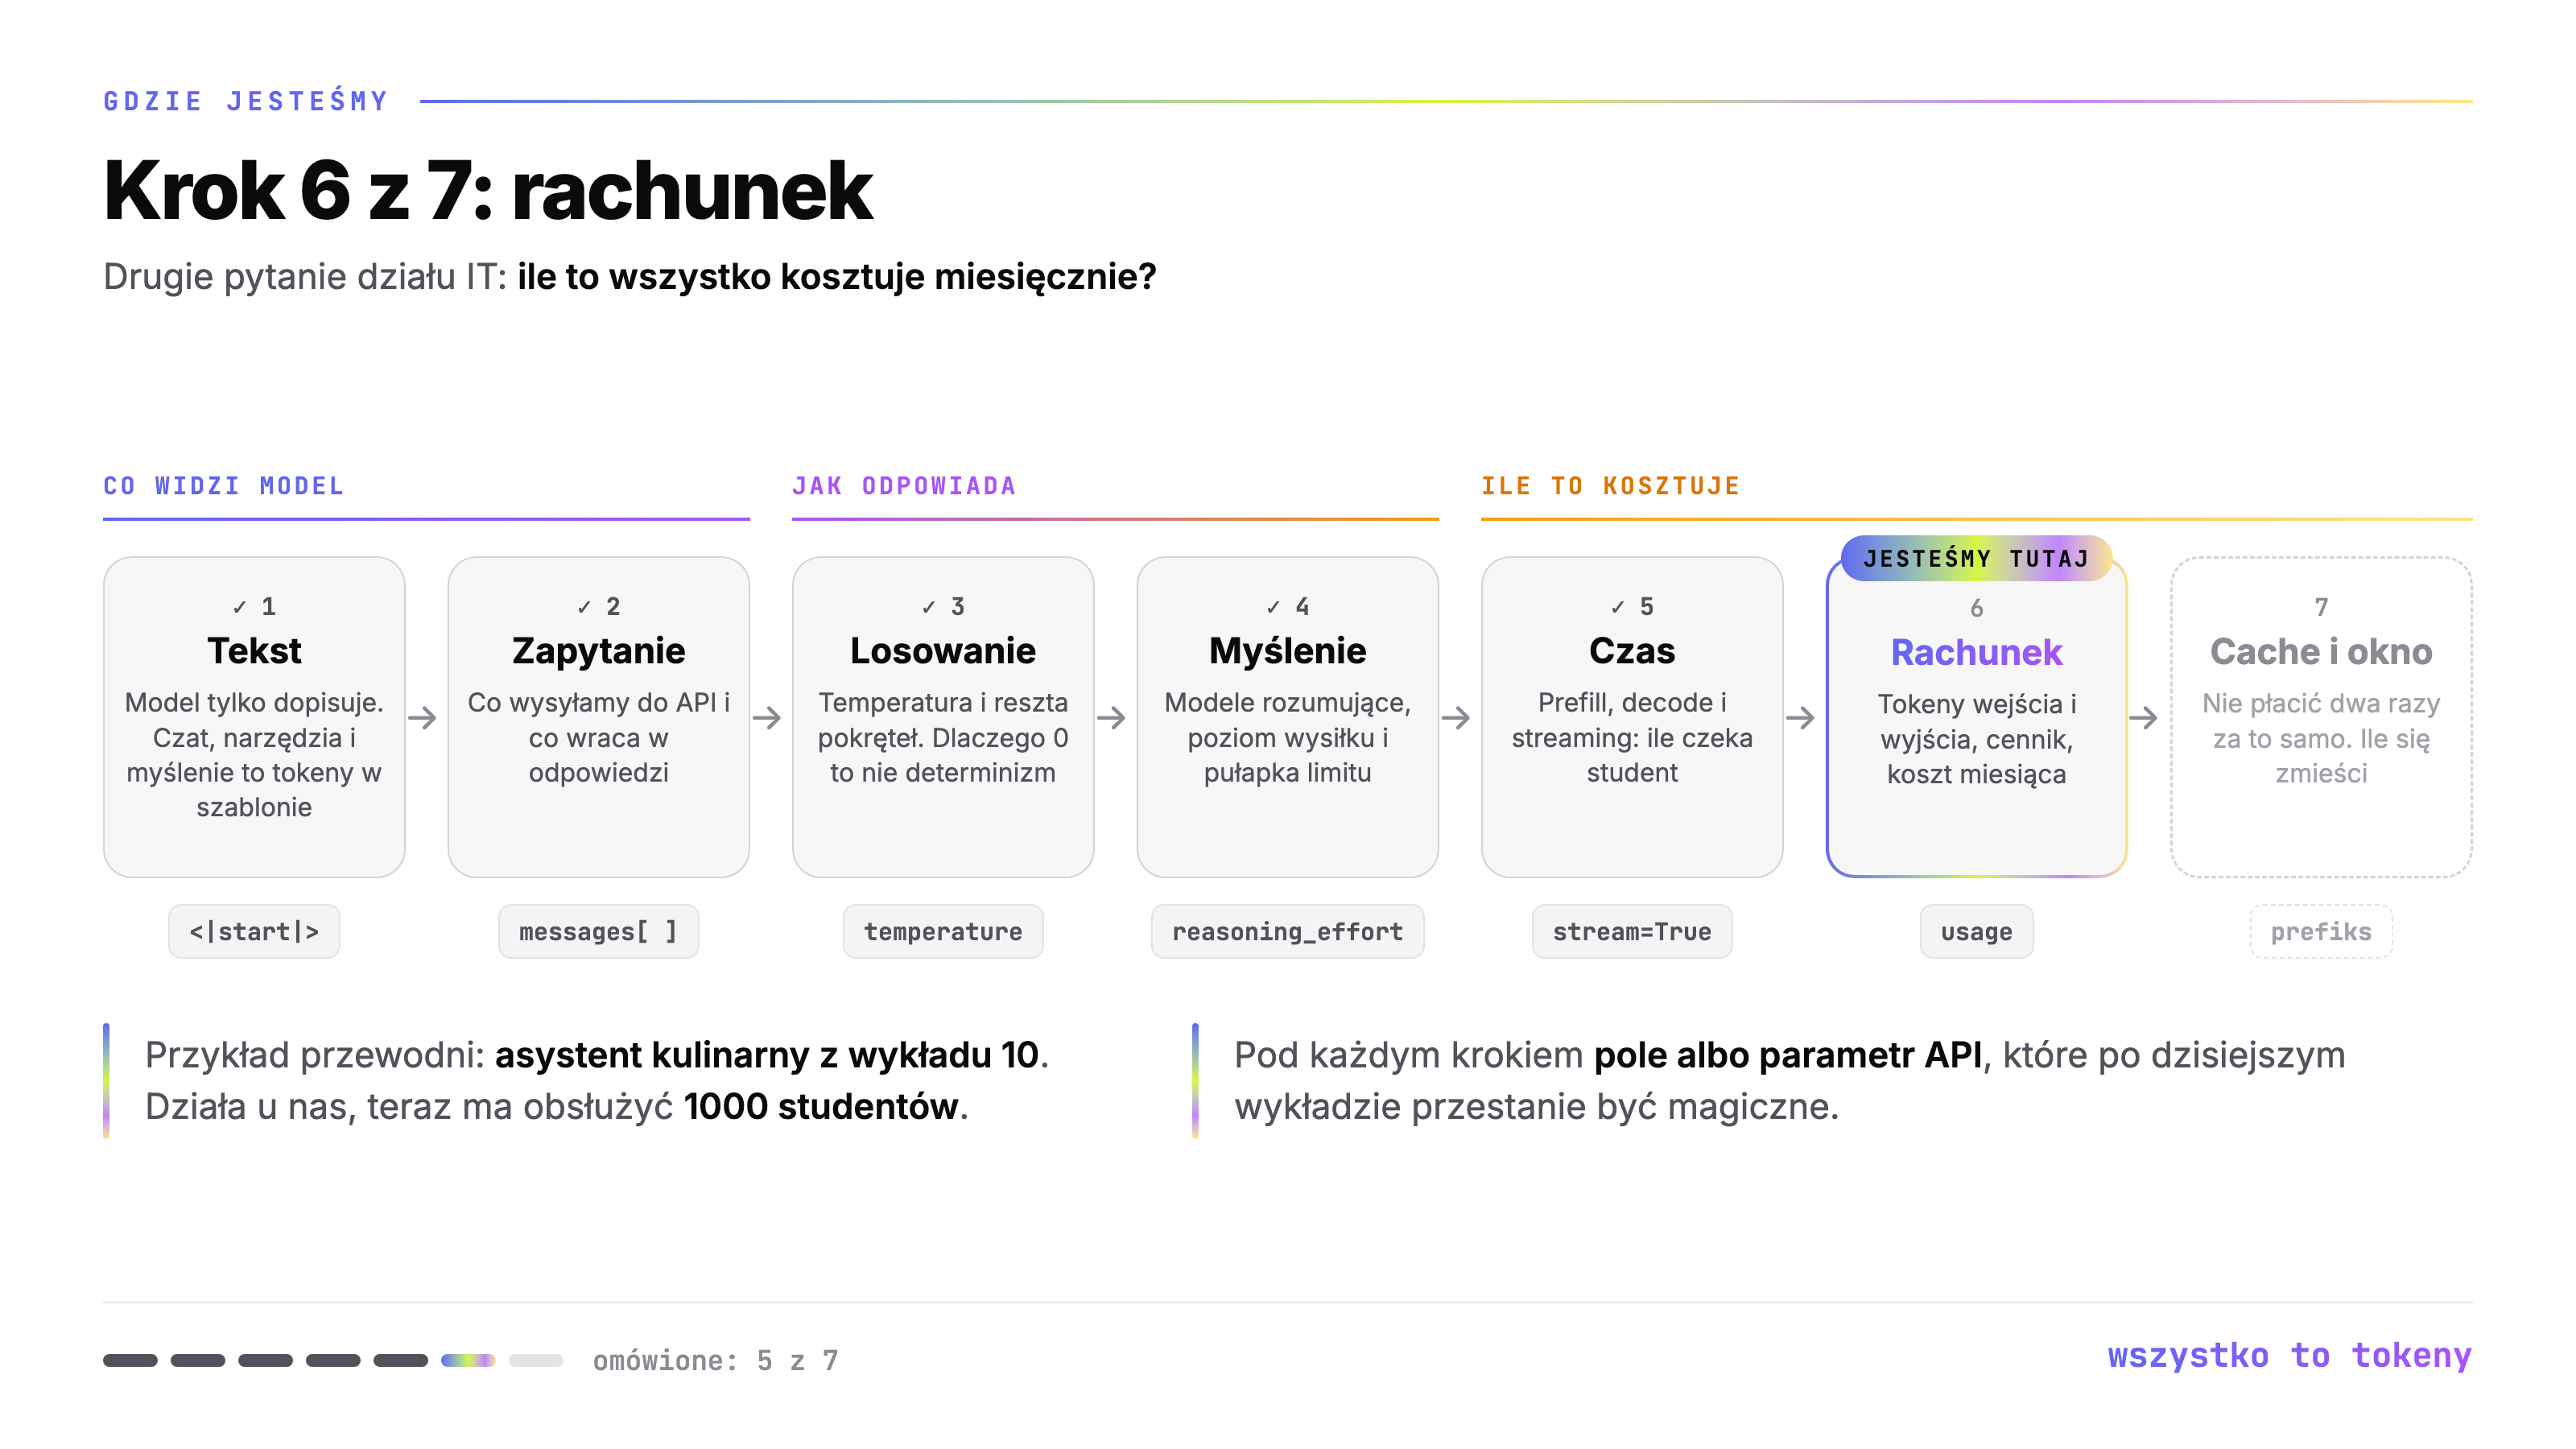 GDZIE JESTEŚMY
Krok 6 z 7: rachunek
Drugie pytanie działu IT: ile to wszystko kosztuje miesięcznie?
CO WIDZI MODEL
JAK ODPOWIADA
ILE TO KOSZTUJE
✓ 1
Tekst
Model tylko dopisuje.
Czat, narzędzia i
myślenie to tokeny w
szablonie
<|start|>
✓ 2
Zapytanie
Co wysyłamy do API i
co wraca w
odpowiedzi
messages[ ]
✓ 3
Losowanie
Temperatura i reszta
pokręteł. Dlaczego 0
to nie determinizm
temperature
✓ 4
Myślenie
Modele rozumujące,
poziom wysiłku i
pułapka limitu
reasoning_effort
✓ 5
Czas
Prefill, decode i
streaming: ile czeka
student
stream=True
JESTEŚMY TUTAJ
6
Rachunek
Tokeny wejścia i
wyjścia, cennik,
koszt miesiąca
usage
7
Cache i okno
Nie płacić dwa razy
za to samo. Ile się
zmieści
prefiks
Przykład przewodni: asystent kulinarny z wykładu 10.
Działa u nas, teraz ma obsłużyć 1000 studentów.
Pod każdym krokiem pole albo parametr API, które po dzisiejszym
wykładzie przestanie być magiczne.
omówione: 5 z 7
wszystko to tokeny